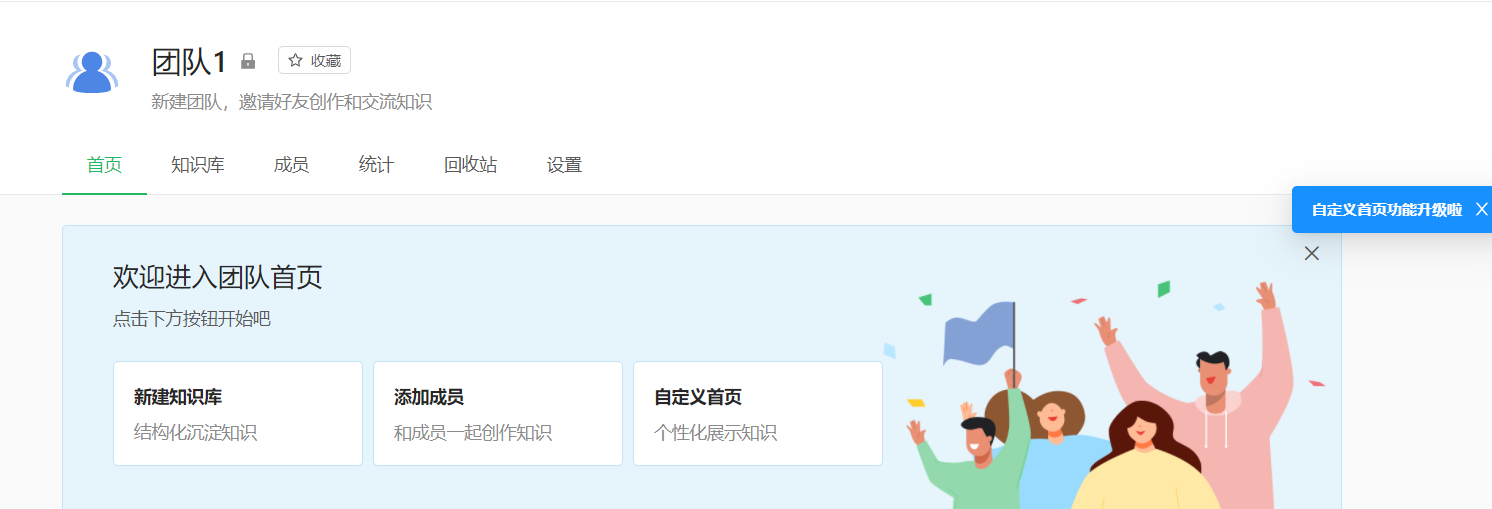 团队1
收藏
新建团队，邀请好友创作和交流知识
首页 知识库 成员 统计 回收站 设置
自定义首页功能升级啦
欢迎进入团队首页
点击下方按钮开始吧
新建知识库
结构化沉淀知识
添加成员
和成员一起创作知识
自定义首页
个性化展示知识